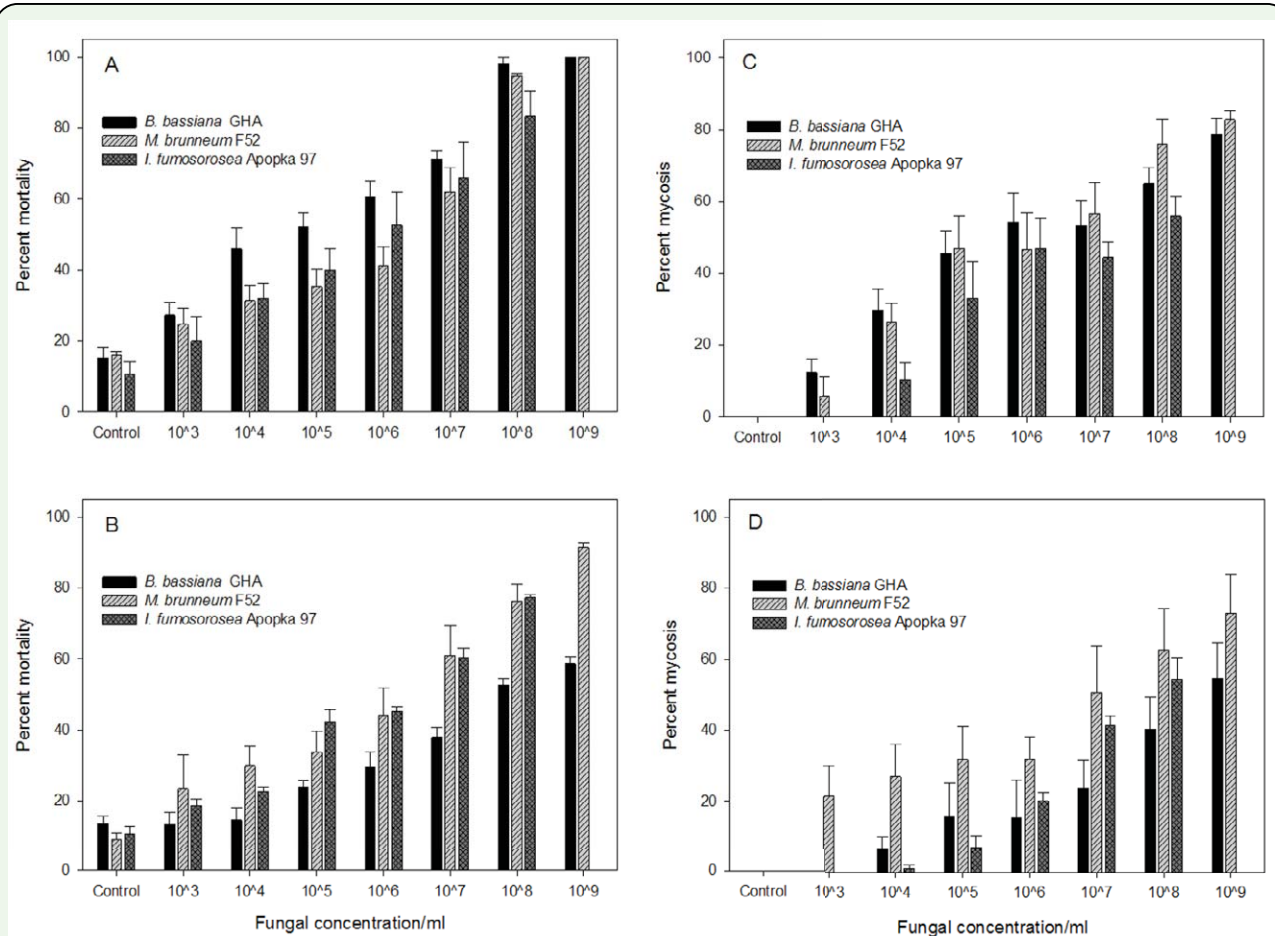 A
B. bassiana GHA
M. brunneum F52
I. fumosorosea Apopka 97
Percent mortality
100
80
60
40
20
0
Control 10^3 10^4 10^5 10^6 10^7 10^8 10^9
C
B. bassiana GHA
M. brunneum F52
I. fumosorosea Apopka 97
Percent mycosis
100
80
60
40
20
0
Control 10^3 10^4 10^5 10^6 10^7 10^8 10^9
B
B. bassiana GHA
M. brunneum F52
I. fumosorosea Apopka 97
Percent mortality
100
80
60
40
20
0
Control 10^3 10^4 10^5 10^6 10^7 10^8 10^9
Fungal concentration/ml
D
B. bassiana GHA
M. brunneum F52
I. fumosorosea Apopka 97
Percent mycosis
100
80
60
40
20
0
Control 10^3 10^4 10^5 10^6 10^7 10^8 10^9
Fungal concentration/ml